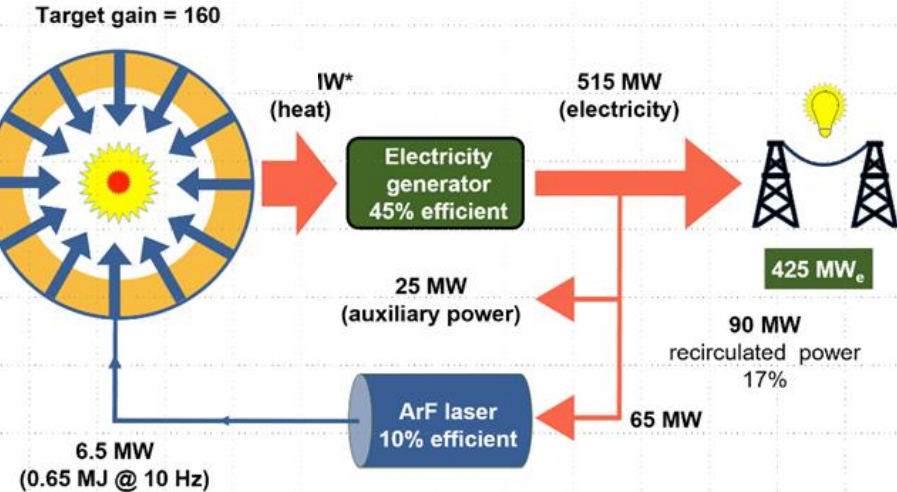 Target gain = 160
IW*
(heat)
515 MW
(electricity)
Electricity
generator
45% efficient
425 MWe
25 MW
(auxiliary power)
90 MW
recirculated power
17%
ArF laser
10% efficient
65 MW
6.5 MW
(0.65 MJ @ 10 Hz)